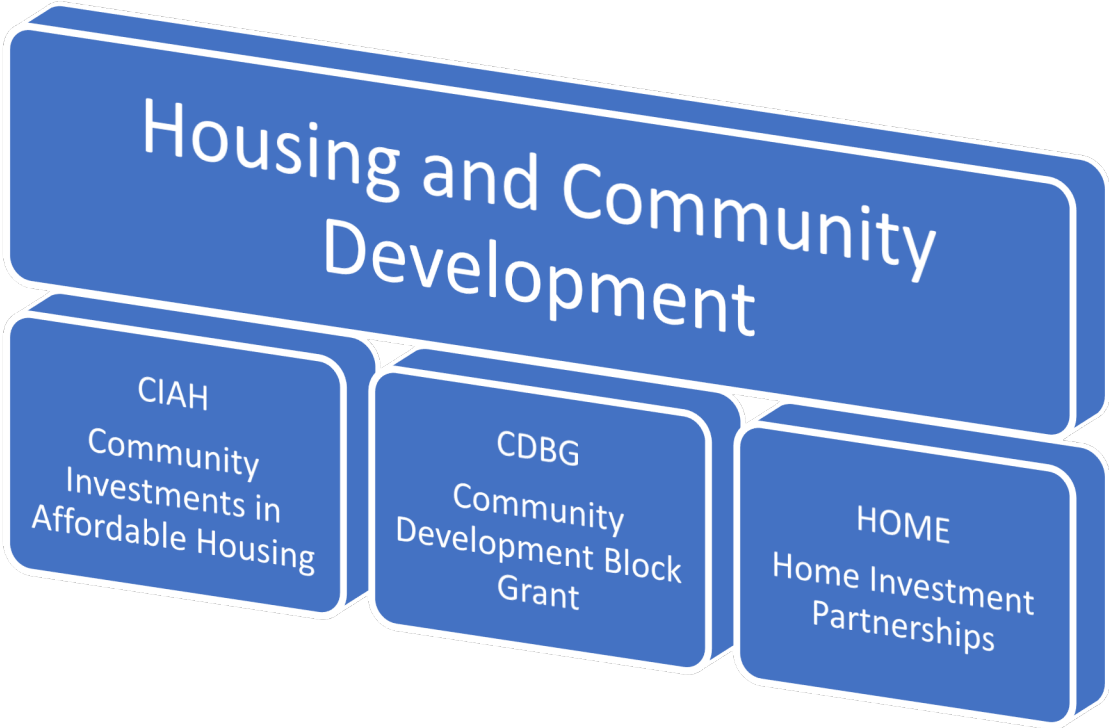 Housing and Community
Development
CIAH
Community
Investments in
Affordable Housing
CDBG
Community
Development Block
Grant
HOME
Home Investment
Partnerships